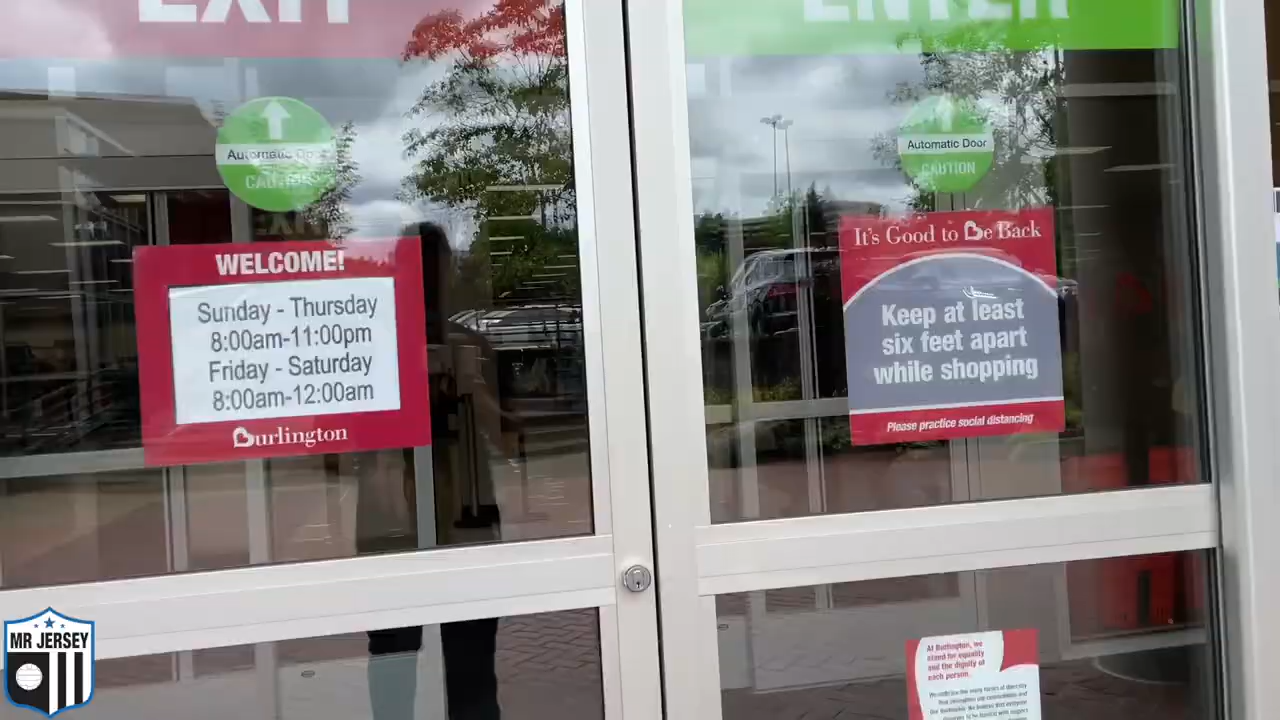 EXIT
ENTER
Automatic Door
CAUTION
Automatic Door
CAUTION
EXIT
WELCOME!
Sunday - Thursday
8:00am-11:00pm
Friday - Saturday
8:00am-12:00am
Burlington
It's Good to Be Back
Keep at least
six feet apart
while shopping
Please practice social distancing
MR JERSEY
At Burlington, we
stand for equality
and the dignity of
each person.